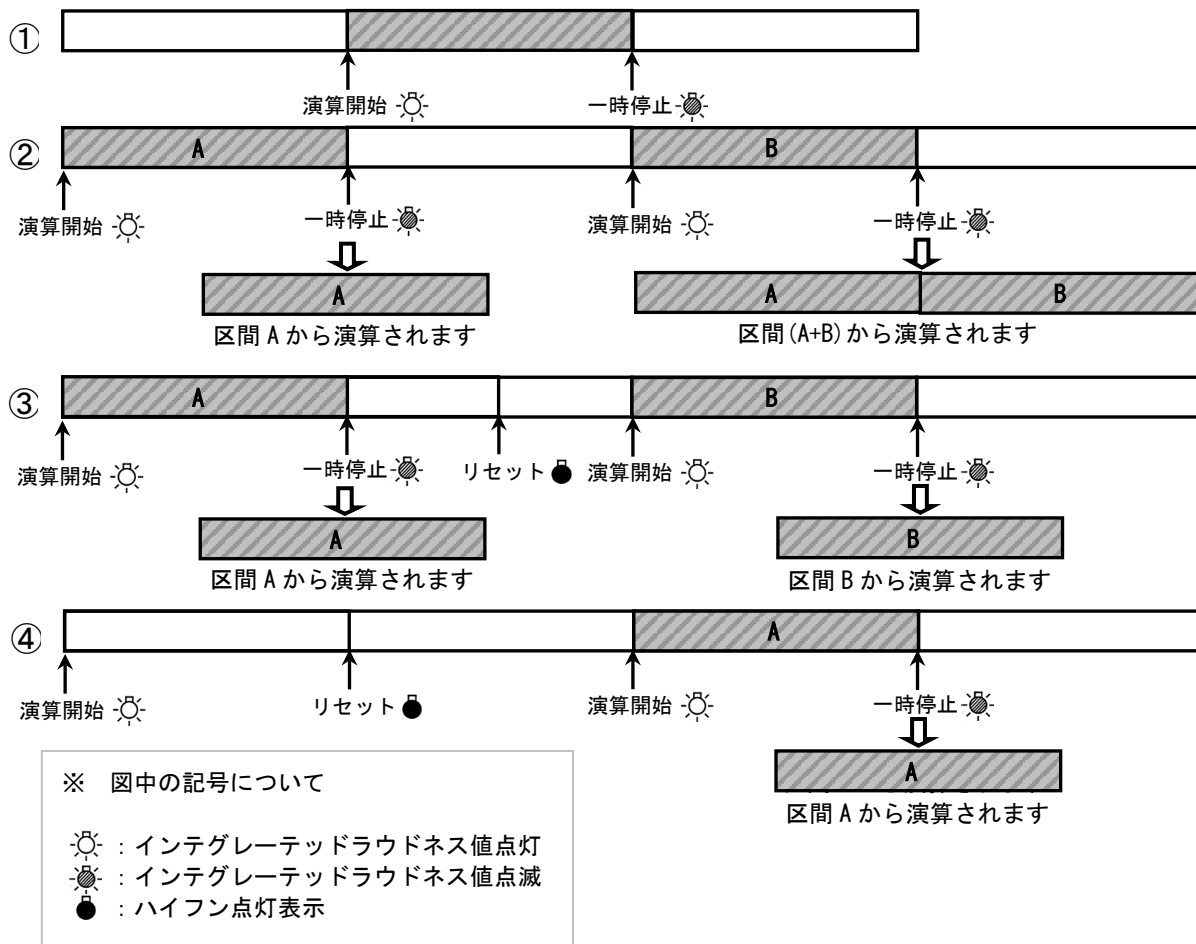 ①
演算開始 一時停止
②
A B
演算開始 一時停止 演算開始 一時停止
A A B
区間 A から演算されます 区間(A+B)から演算されます
③
A B
演算開始 一時停止 リセット 演算開始 一時停止
A B
区間 A から演算されます 区間 B から演算されます
④
A
演算開始 リセット 演算開始 一時停止
A
区間 A から演算されます
※ 図中の記号について
：インテグレーテッドラウドネス値点灯
：インテグレーテッドラウドネス値点滅
：ハイフン点灯表示